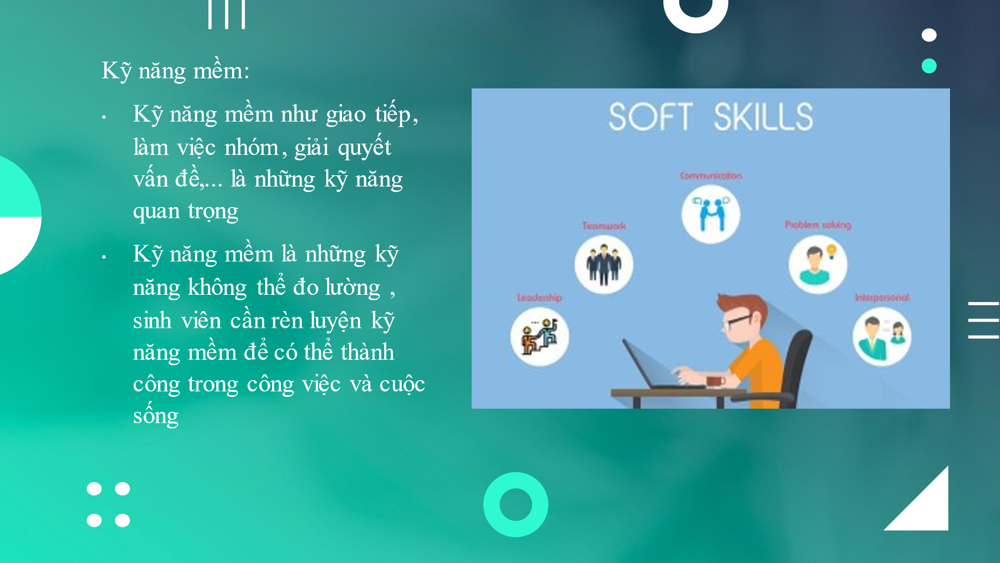 Kỹ năng mềm:
• Kỹ năng mềm như giao tiếp,
làm việc nhóm, giải quyết
vấn đề,... là những kỹ năng
quan trọng
• Kỹ năng mềm là những kỹ
năng không thể đo lường ,
sinh viên cần rèn luyện kỹ
năng mềm để có thể thành
công trong công việc và cuộc
sống
SOFT SKILLS
Communication
Teamwork
Problem solving
Leadership
Interpersonal